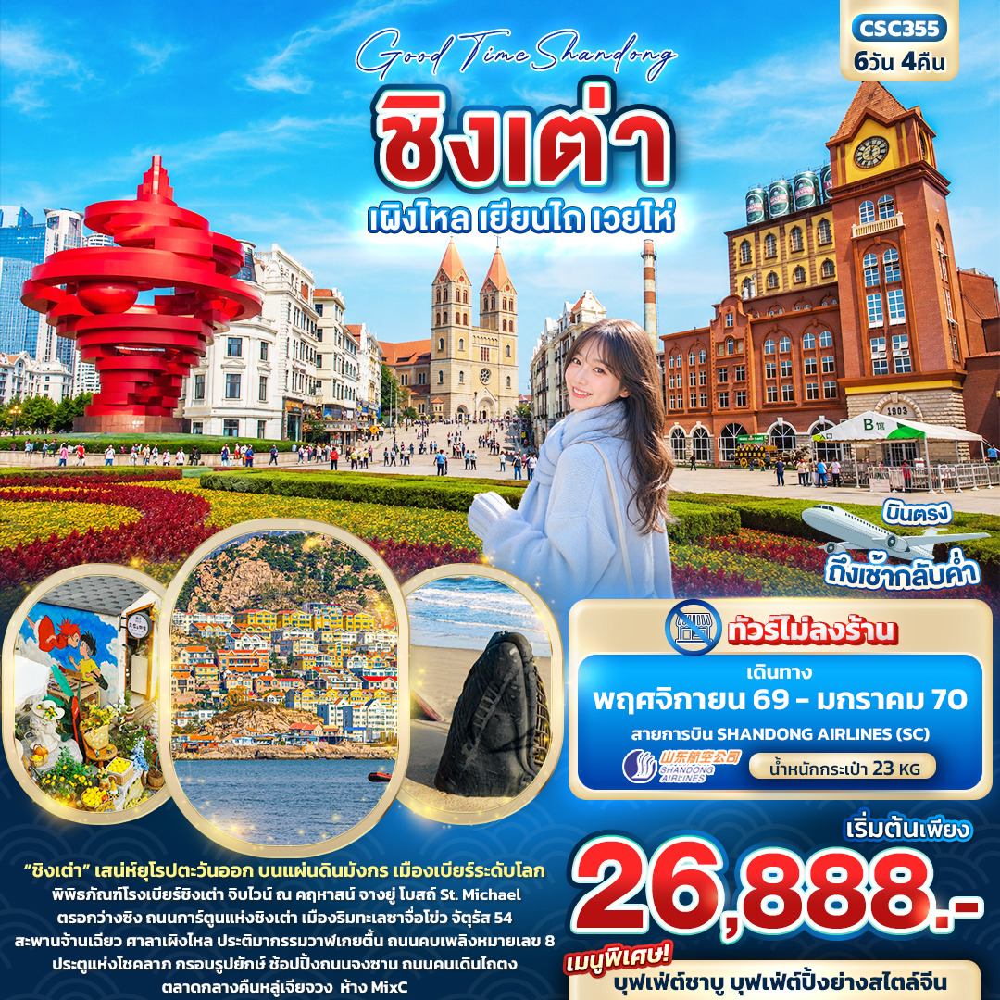 CSC355
6วัน 4คืน
Good Time Shandong
ชิงเต่า
เผิงไหล เยียนไถ เวยไห่
1903
B馆
บินตรง
ถึงเช้ากลับค่ำ
ทัวร์ไม่ลงร้าน
เดินทาง
พฤศจิกายน 69 - มกราคม 70
สายการบิน SHANDONG AIRLINES (SC)
山东航空公司
SHANDONG
AIRLINES
น้ำหนักกระเป๋า 23 KG
เริ่มต้นเพียง
26,888.-
“ชิงเต่า” เสน่ห์ยุโรปตะวันออก บนแผ่นดินมังกร เมืองเบียร์ระดับโลก
พิพิธภัณฑ์โรงเบียร์ชิงเต่า จิบไวน์ ณ คฤหาสน์ จางยู่ โบสถ์ St. Michael
ตรอกว่างซิง ถนนการ์ตูนแห่งชิงเต่า เมืองริมทะเลซาจื่อโข่ว จัตุรัส 54
สะพานจ้านเฉียว ศาลาเผิงไหล ประติมากรรมวาฬเกยตื้น ถนนคบเพลิงหมายเลข 8
ประตูแห่งโชคลาภ กรอบรูปยักษ์ ช้อปปิ้งถนนจงซาน ถนนคนเดินไถตง
ตลาดกลางคืนหลู่เจียจวง ห้าง MixC
เมนูพิเศษ!
บุฟเฟ่ต์ชาบู บุฟเฟ่ต์ปิ้งย่างสไตล์จีน